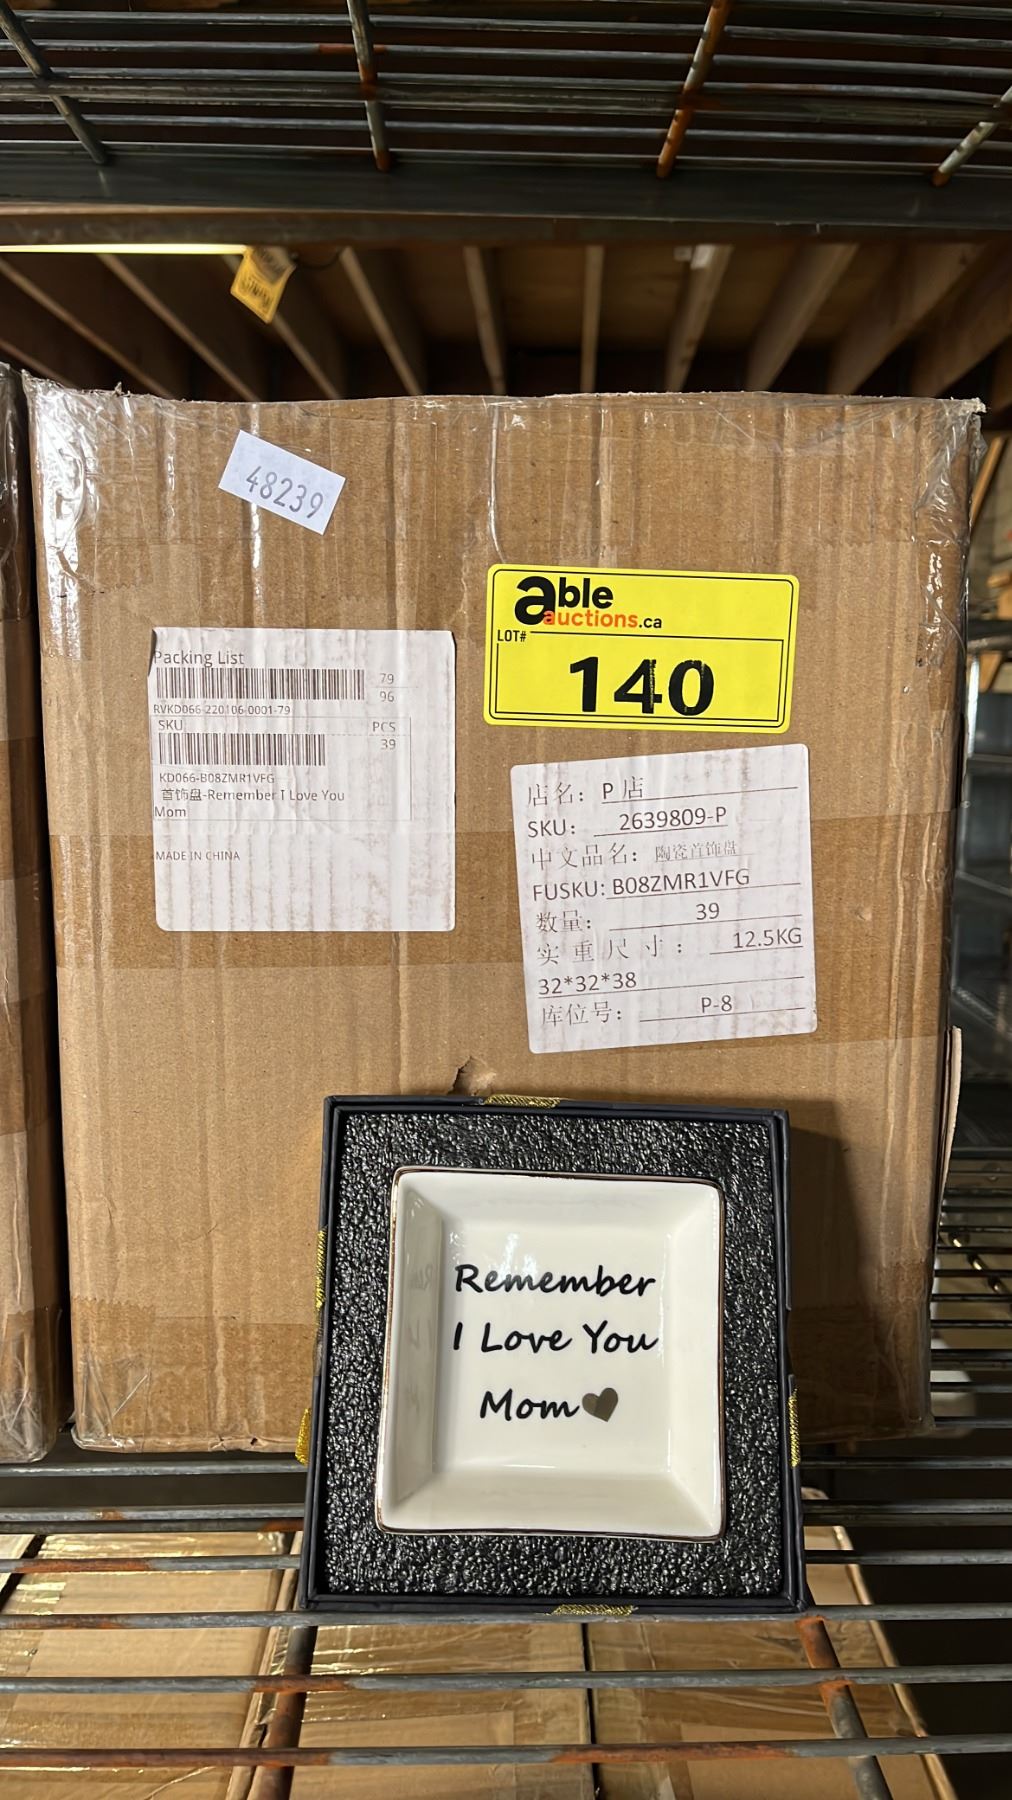 48239
able
auctions.ca
LOT#
140
Packing List
79
96
RVKD066-220106-0001-79
SKU PCS
39
KD066-B08ZMR1VFG
首饰盘-Remember I Love You
Mom
MADE IN CHINA
店名: P 店
SKU: 2639809-P
中文品名: 陶瓷首饰盘
FUSKU: B08ZMR1VFG
数量: 39
实重尺寸: 12.5KG
32*32*38
库位号: P-8
Remember
I Love You
Mom